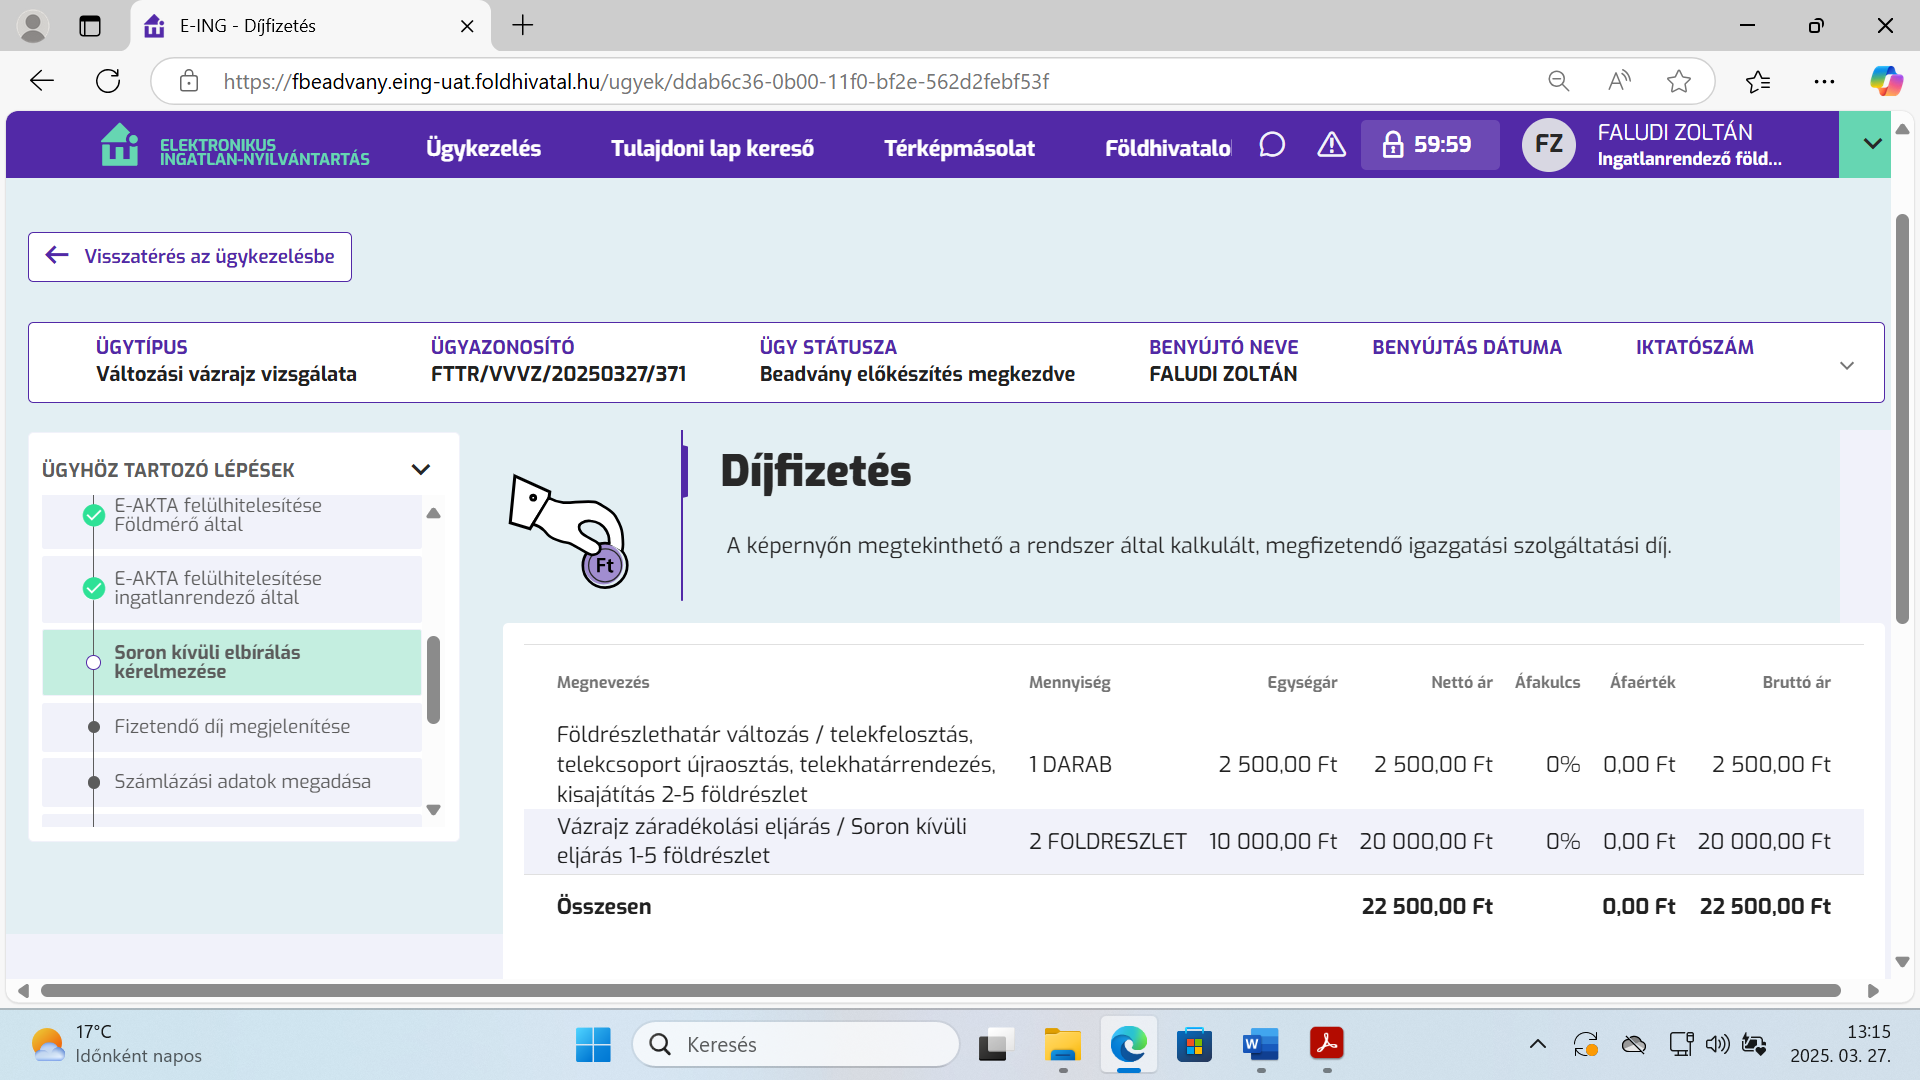 E-ING - Díjfizetés
https://fbeadvany.eing-uat.foldhivatal.hu/ugyek/ddab6c36-0b00-11f0-bf2e-562d2febf53f
ELEKTRONIKUS
INGATLAN-NYILVÁNTARTÁS
Ügykezelés
Tulajdoni lap kereső
Térképmásolat
Földhivatalo
59:59
FZ
FALUDI ZOLTÁN
Ingatlanrendező föld...
Visszatérés az ügykezelésbe
ÜGYTÍPUS
Változási vázrajz vizsgálata
ÜGYAZONOSÍTÓ
FTTR/VVVZ/20250327/371
ÜGY STÁTUSZA
Beadvány előkészítés megkezdve
BENYÚJTÓ NEVE
FALUDI ZOLTÁN
BENYÚJTÁS DÁTUMA
IKTATÓSZÁM
ÜGYHÖZ TARTOZÓ LÉPÉSEK
E-AKTA felülhitelesítése
Földmérő által
E-AKTA felülhitelesítése
ingatlanrendező által
Soron kívüli elbírálás
kérelmezése
Fizetendő díj megjelenítése
Számlázási adatok megadása
Ft
Díjfizetés
A képernyőn megtekinthető a rendszer által kalkulált, megfizetendő igazgatási szolgáltatási díj.
Megnevezés Mennyiség Egységár Nettó ár Áfakulcs Áfaérték Bruttó ár
Földrészlethatár változás / telekfelosztás,
telekcsoport újraosztás, telekhatárrendezés, 1 DARAB 2 500,00 Ft 2 500,00 Ft 0% 0,00 Ft 2 500,00 Ft
kisajátítás 2-5 földrészlet
Vázrajz záradékolási eljárás / Soron kívüli
eljárás 1-5 földrészlet 2 FOLDRESZLET 10 000,00 Ft 20 000,00 Ft 0% 0,00 Ft 20 000,00 Ft
Összesen 22 500,00 Ft 0,00 Ft 22 500,00 Ft
17°C
Időnként napos
Keresés
13:15
2025. 03. 27.